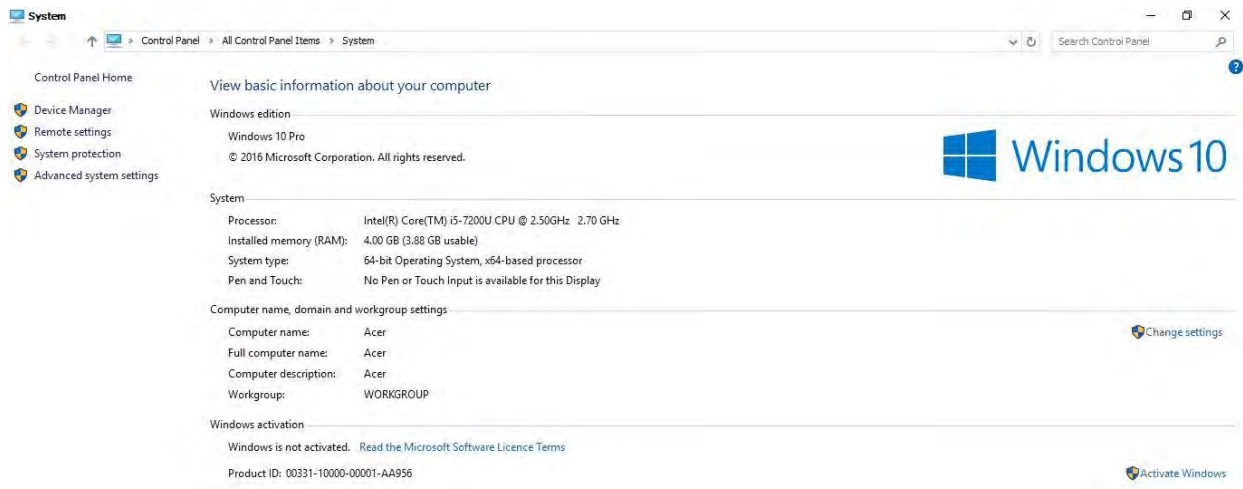 System
Control Panel > All Control Panel Items > System
Search Control Panel
Control Panel Home
Device Manager
Remote settings
System protection
Advanced system settings
View basic information about your computer
Windows edition
Windows 10 Pro
© 2016 Microsoft Corporation. All rights reserved.
Windows 10
System
Processor: Intel(R) Core(TM) i5-7200U CPU @ 2.50GHz 2.70 GHz
Installed memory (RAM): 4.00 GB (3.88 GB usable)
System type: 64-bit Operating System, x64-based processor
Pen and Touch: No Pen or Touch Input is available for this Display
Computer name, domain and workgroup settings
Computer name: Acer
Change settings
Full computer name: Acer
Computer description: Acer
Workgroup: WORKGROUP
Windows activation
Windows is not activated. Read the Microsoft Software Licence Terms
Product ID: 00331-10000-00001-AA956
Activate Windows